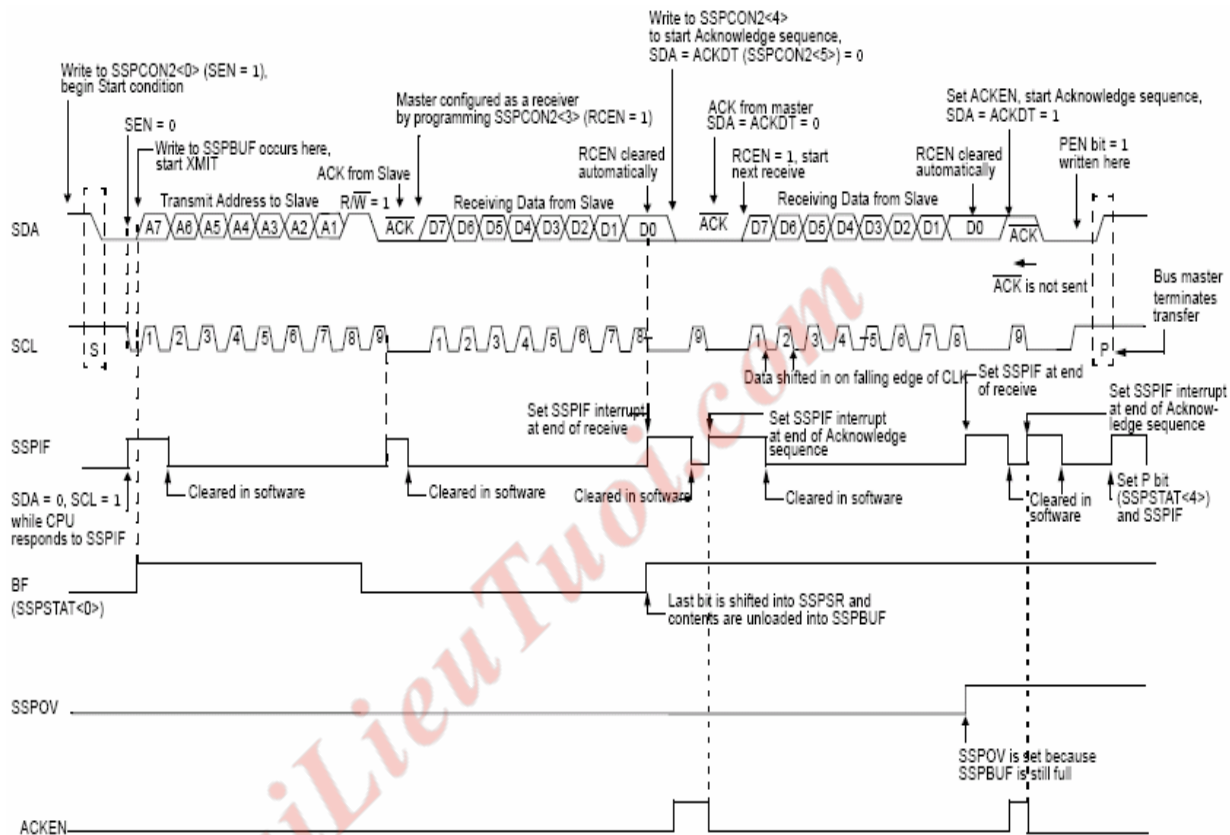 Write to SSPCON2<4>
to start Acknowledge sequence,
SDA = ACKDT (SSPCON2<5>) = 0
Write to SSPCON2<0> (SEN = 1),
begin Start condition
Master configured as a receiver
by programming SSPCON2<3> (RCEN = 1)
ACK from master
SDA = ACKDT = 0
Set ACKEN, start Acknowledge sequence,
SDA = ACKDT = 1
SEN = 0
PEN bit = 1
written here
Write to SSPBUF occurs here,
start XMIT
RCEN cleared
automatically
RCEN = 1, start
next receive
RCEN cleared
automatically
ACK from Slave
Transmit Address to Slave
R/W = 1
Receiving Data from Slave
Receiving Data from Slave
SDA
A7 A6 A5 A4 A3 A2 A1
ACK
D7 D6 D5 D4 D3 D2 D1 D0
ACK
D7 D6 D5 D4 D3 D2 D1 D0
ACK
ACK is not sent
Bus master
terminates
transfer
SCL
S
1 2 3 4 5 6 7 8 9
1 2 3 4 5 6 7 8
9
1 2 3 4 5 6 7 8
9
P
Data shifted in on falling edge of CLK
Set SSPIF at end
of receive
Set SSPIF interrupt
at end of receive
Set SSPIF interrupt
at end of Acknowledge
sequence
Set SSPIF interrupt
at end of Acknow-
ledge sequence
SSPIF
Cleared in software
Cleared in software
Cleared in software
Cleared in software
Cleared in
software
Set P bit
(SSPSTAT<4>)
and SSPIF
SDA = 0, SCL = 1
while CPU
responds to SSPIF
BF
(SSPSTAT<0>)
Last bit is shifted into SSPSR and
contents are unloaded into SSPBUF
SSPOV
SSPOV is set because
SSPBUF is still full
ACKEN
iLieuTuoi.com